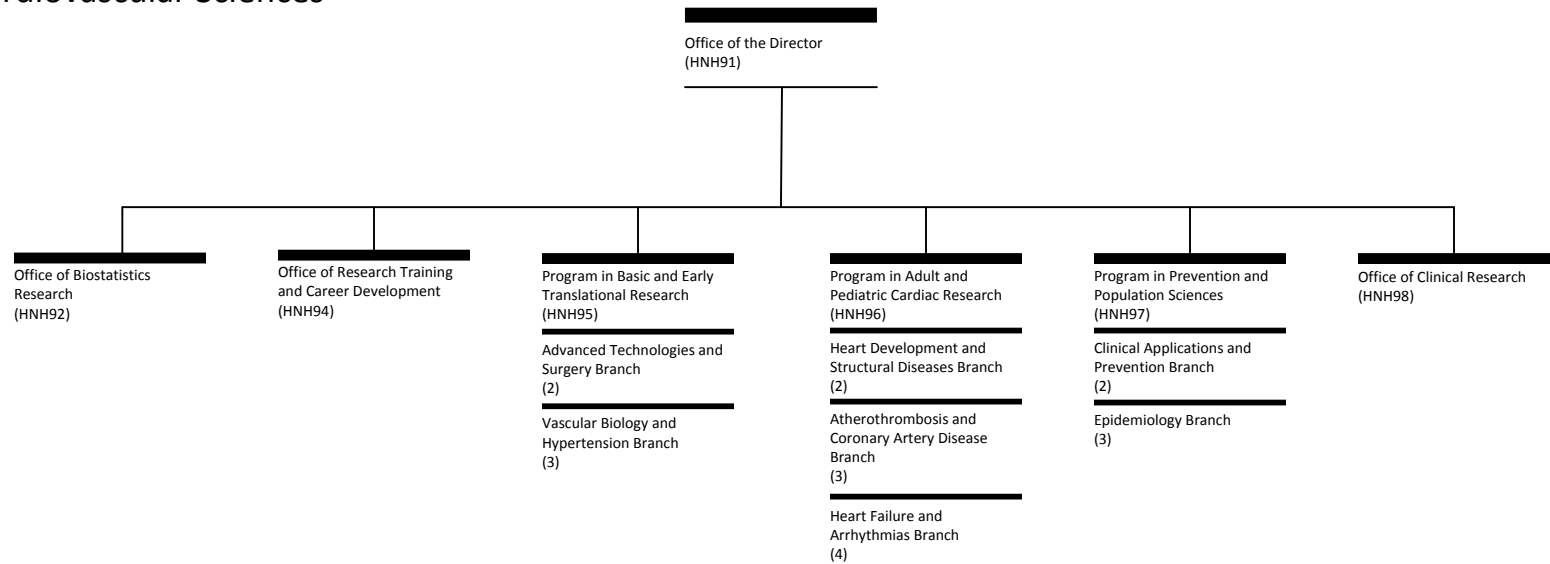 Sciences
Office of the Director
(HNH91)
Office of Biostatistics
Research
(HNH92)
Office of Research Training
and Career Development
(HNH94)
Program in Basic and Early
Translational Research
(HNH95)
Advanced Technologies and
Surgery Branch
(2)
Vascular Biology and
Hypertension Branch
(3)
Program in Adult and
Pediatric Cardiac Research
(HNH96)
Heart Development and
Structural Diseases Branch
(2)
Atherothrombosis and
Coronary Artery Disease
Branch
(3)
Heart Failure and
Arrhythmias Branch
(4)
Program in Prevention and
Population Sciences
(HNH97)
Clinical Applications and
Prevention Branch
(2)
Epidemiology Branch
(3)
Office of Clinical Research
(HNH98)